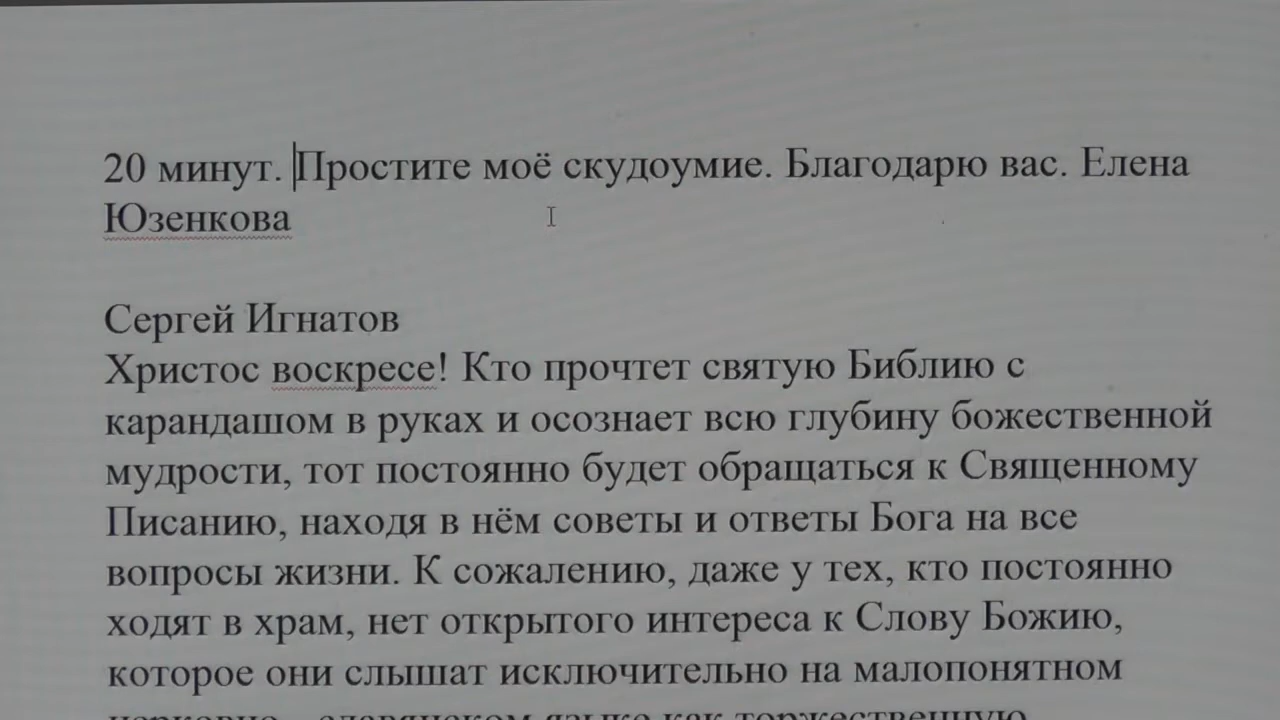 20 минут. Простите моё скудоумие. Благодарю вас. Елена
Юзенкова
Сергей Игнатов
Христос воскресе! Кто прочтет святую Библию с
карандашом в руках и осознает всю глубину божественной
мудрости, тот постоянно будет обращаться к Священному
Писанию, находя в нём советы и ответы Бога на все
вопросы жизни. К сожалению, даже у тех, кто постоянно
ходят в храм, нет открытого интереса к Слову Божию,
которое они слышат исключительно на малопонятном
языке как торжественную